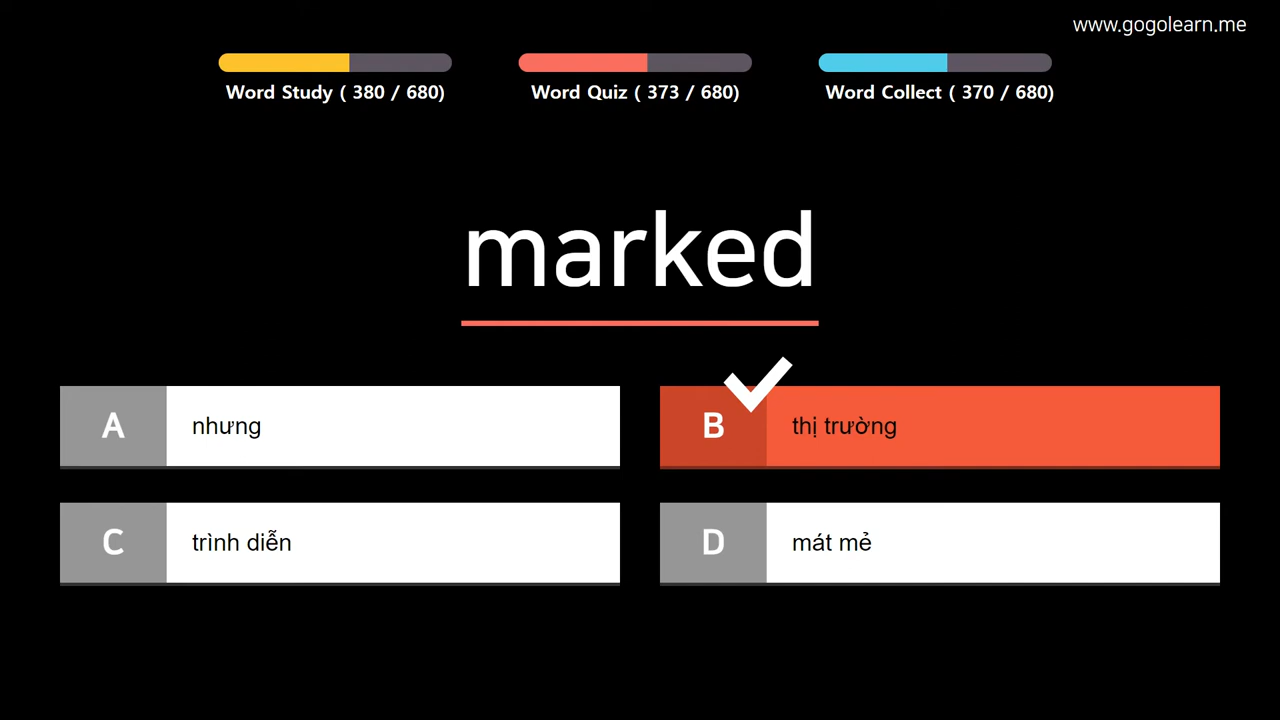 www.gogolearn.me
Word Study ( 380 / 680)
Word Quiz ( 373 / 680)
Word Collect ( 370 / 680)
marked
A nhưng
B thị trường
C trình diễn
D mát mẻ